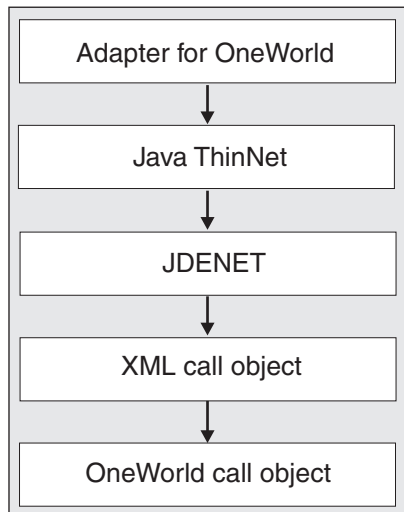 Adapter for OneWorld
Java ThinNet
JDENET
XML call object
OneWorld call object